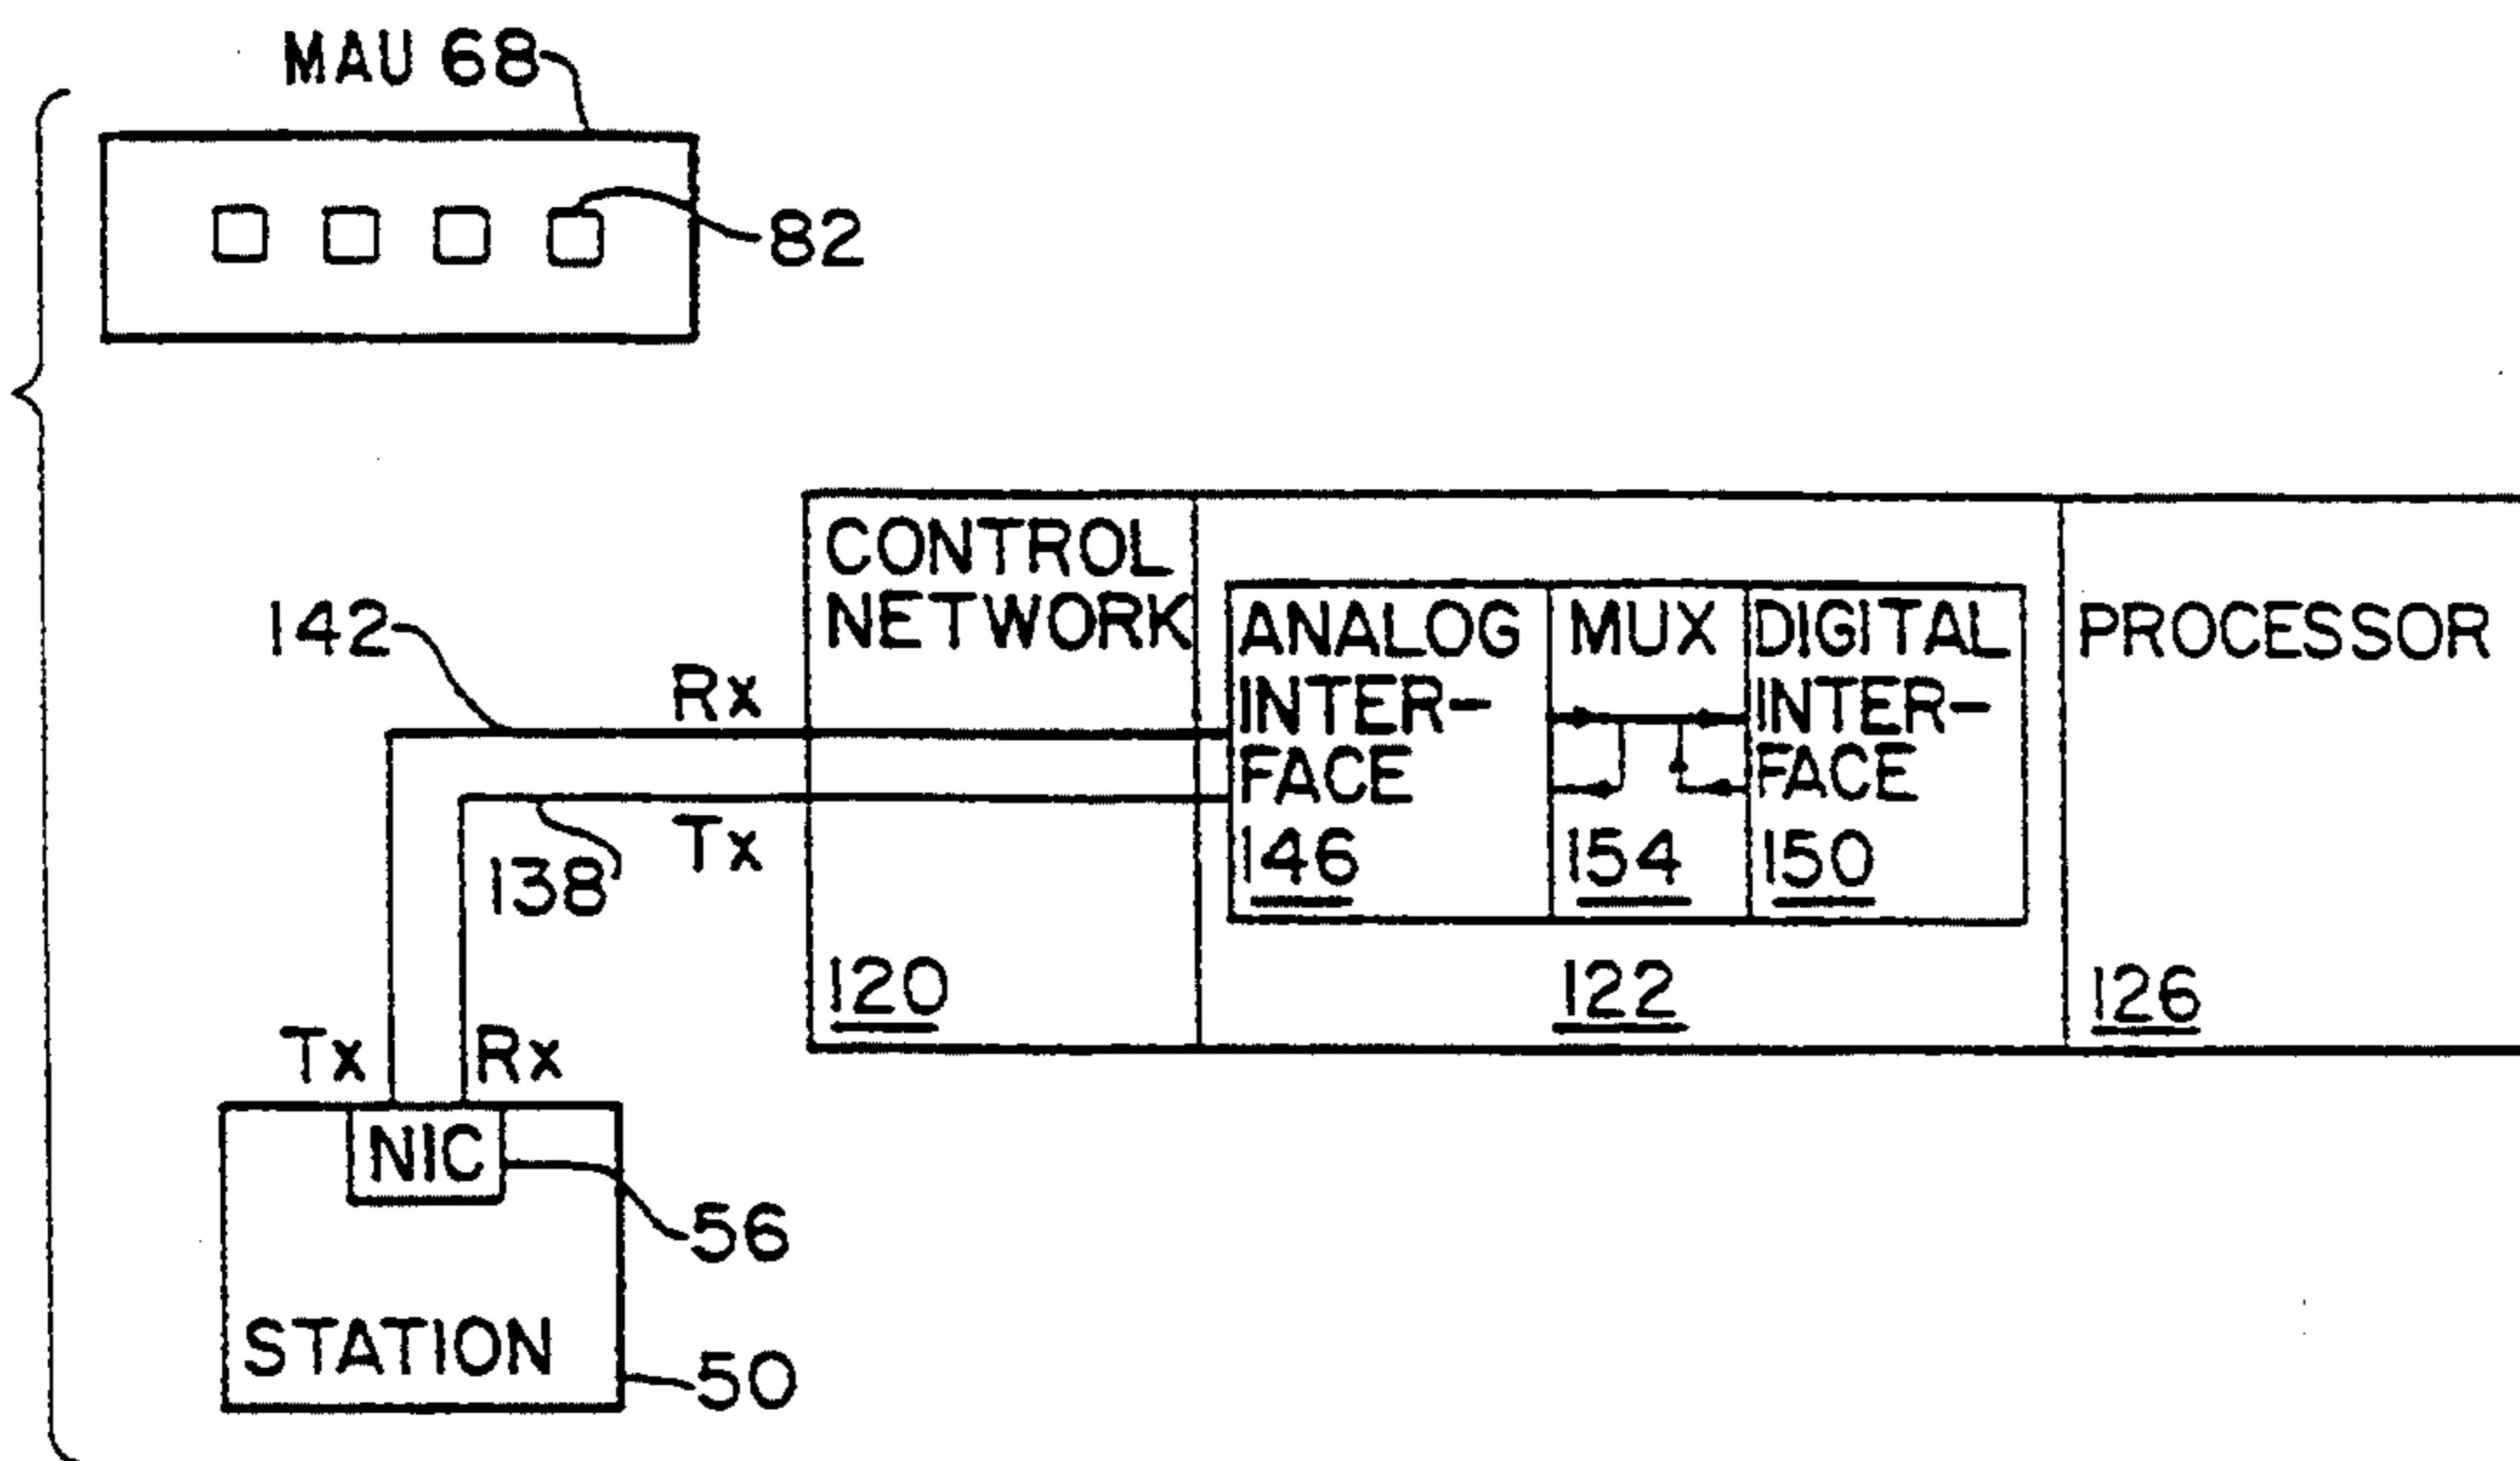 MAU 68
82
CONTROL
NETWORK
ANALOG
INTER-
FACE
146
MUX
154
DIGITAL
INTER-
FACE
150
PROCESSOR
142
Rx
Tx
138
120
122
126
Tx
Rx
NIC
56
STATION
50